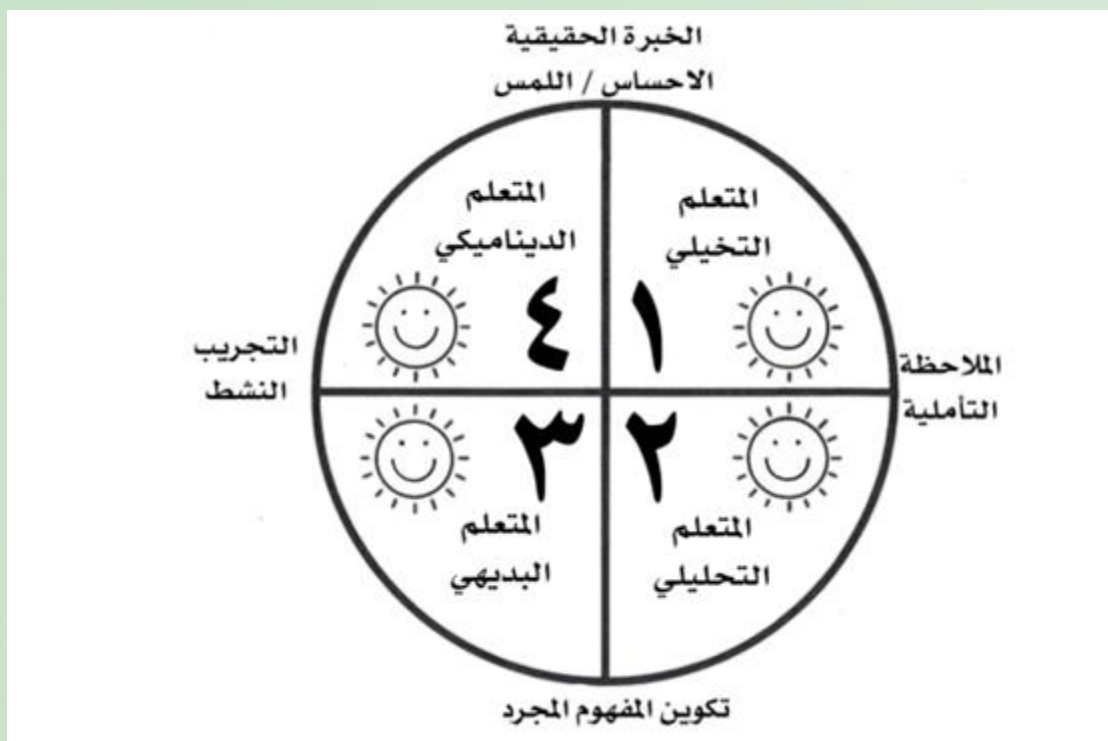 الخبرة الحقيقية
الاحساس / اللمس
المتعلم
التخيلي
١
المتعلم
الديناميكي
٤
الملاحظة
التأملية
التجريب
النشط
٢
المتعلم
التحليلي
٣
المتعلم
البديهي
تكوين المفهوم المجرد